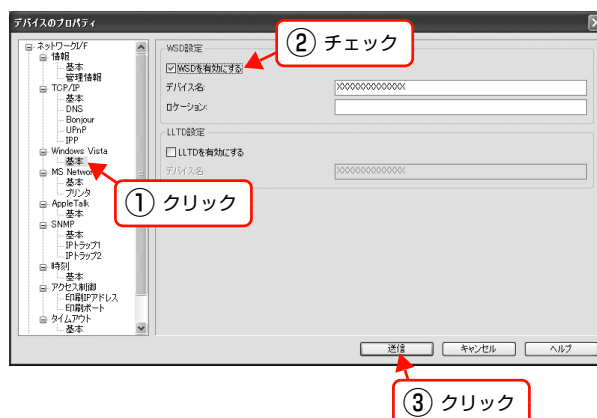 デバイスのプロパティ
ネットワークI/F
情報
基本
管理情報
TCP/IP
基本
DNS
Bonjour
UPnP
IPP
Windows Vista
基本
MS Networ
基本
プリンタ
AppleTalk
基本
SNMP
基本
IPトラップ1
IPトラップ2
時刻
基本
アクセス制御
印刷IPアドレス
印刷ポート
タイムアウト
基本
WSD設定
WSDを有効にする
デバイス名: XXXXXXXXXXXXX
ロケーション:
LLTD設定
LLTDを有効にする
デバイス名: XXXXXXXXXXXXX
送信 キャンセル ヘルプ
② チェック
① クリック
③ クリック